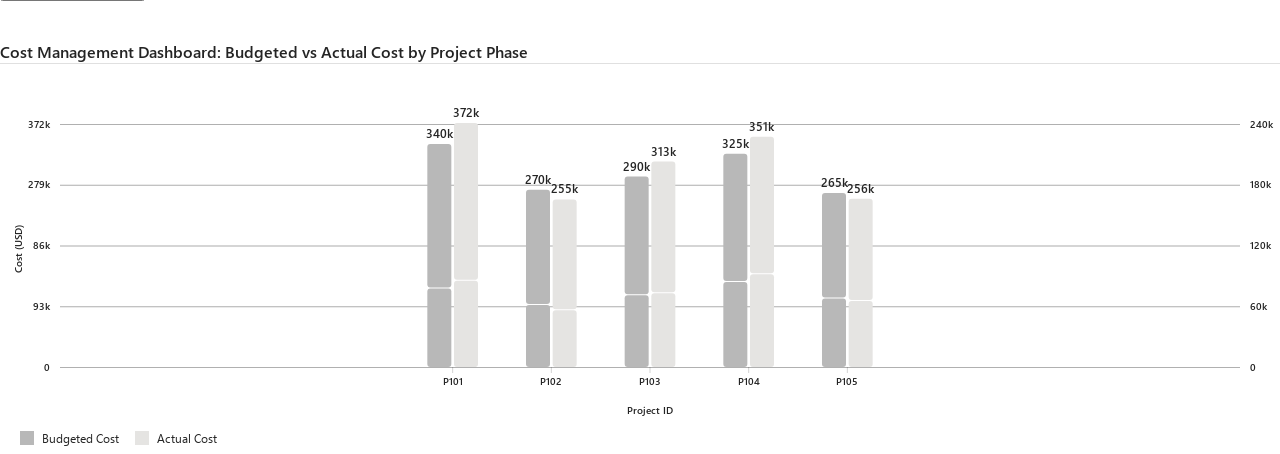 Cost Management Dashboard: Budgeted vs Actual Cost by Project Phase
372k
340k
372k
351k
240k
325k
313k
290k
279k
270k
255k
265k
256k
180k
86k
120k
Cost (USD)
93k
60k
0
0
P101
P102
P103
P104
P105
Project ID
Budgeted Cost
Actual Cost